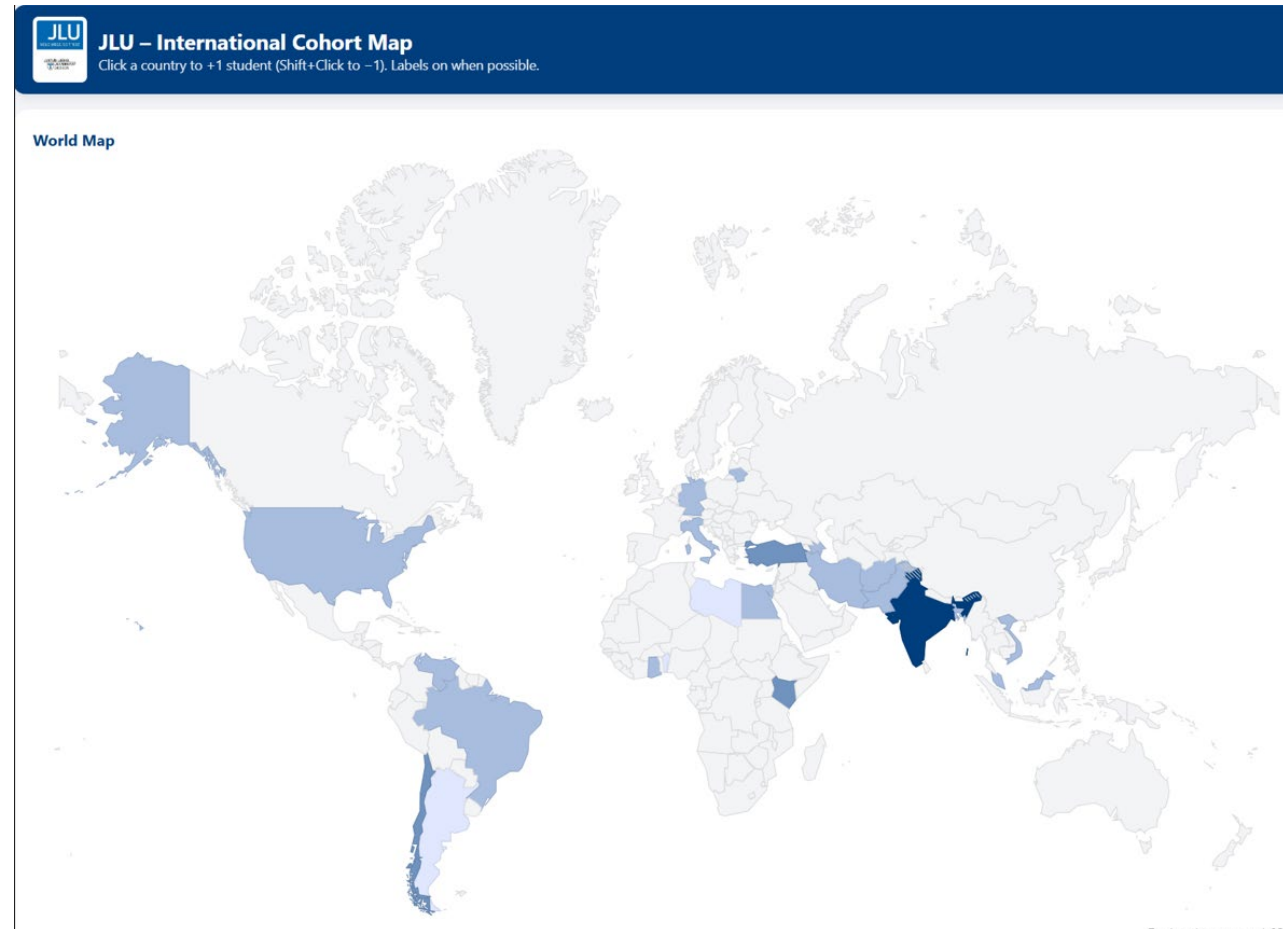 JLU
JLU – International Cohort Map
Click a country to +1 student (Shift+Click to −1). Labels on when possible.
World Map